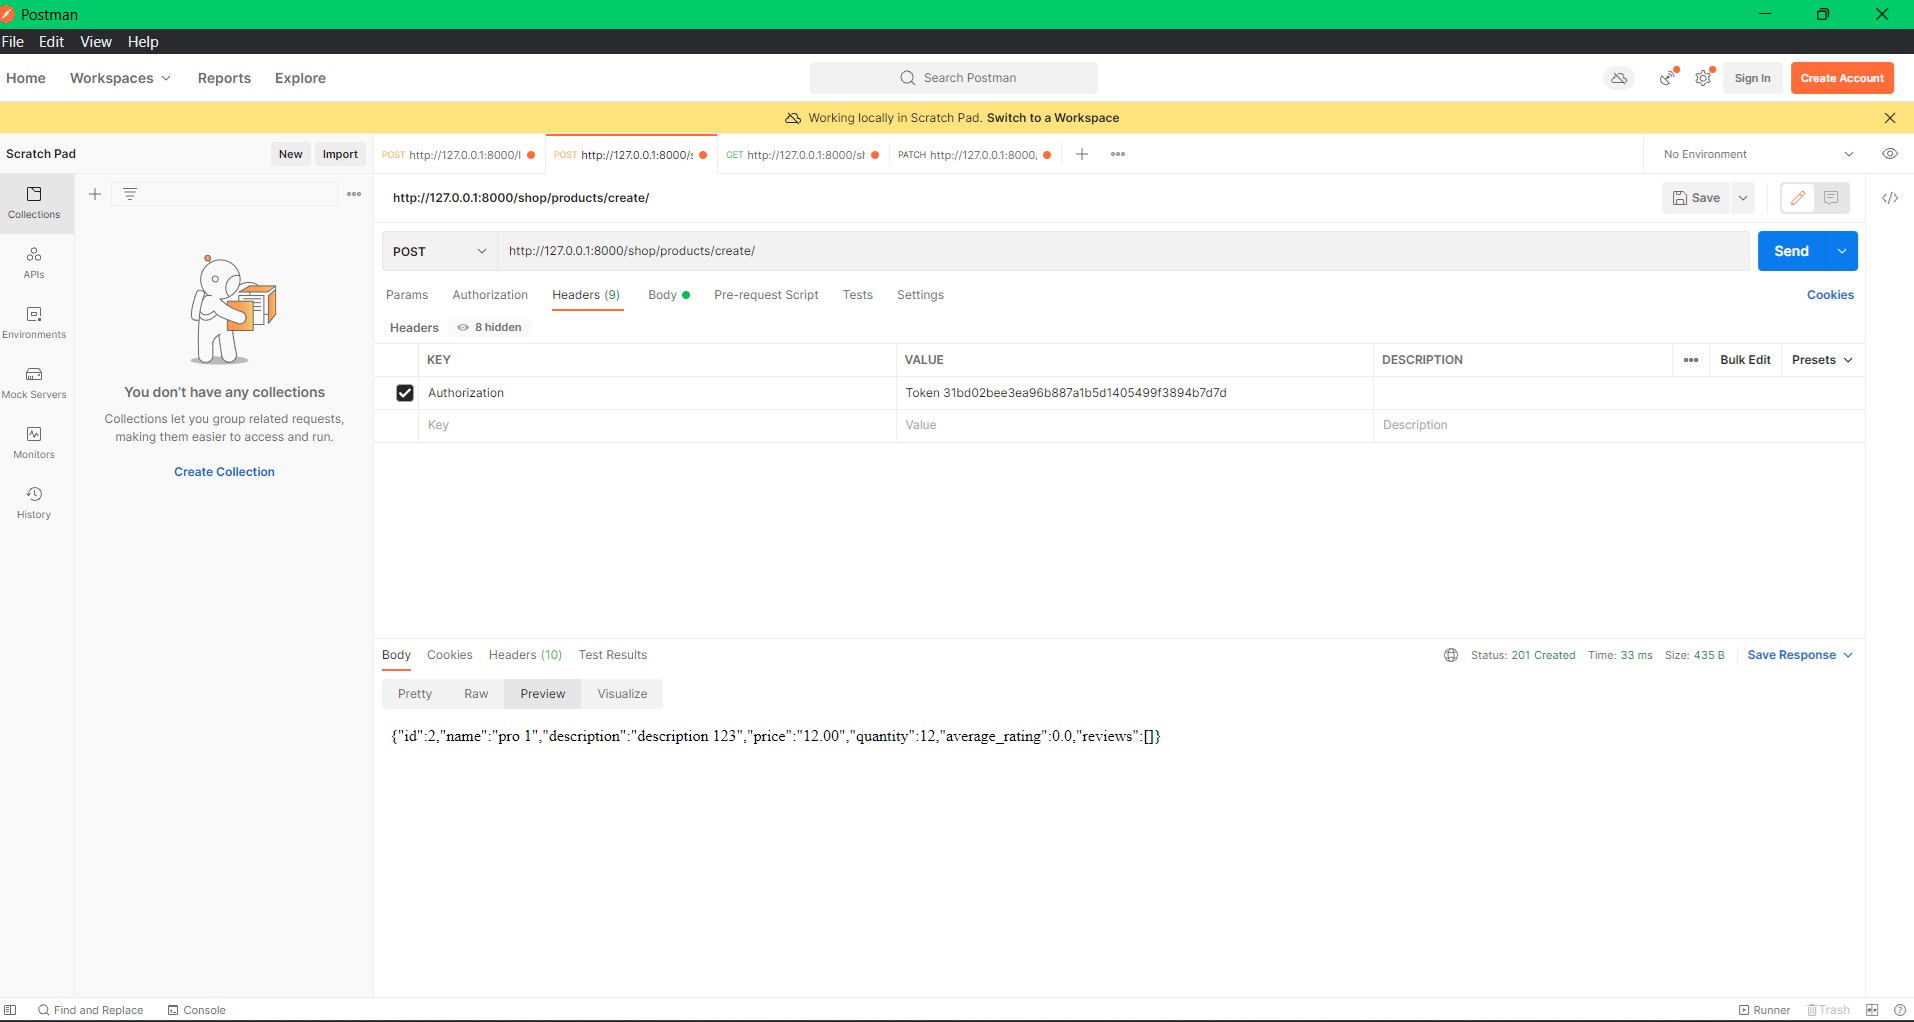 Postman
File Edit View Help
Home Workspaces Reports Explore
Search Postman
Sign In Create Account
Working locally in Scratch Pad. Switch to a Workspace
Scratch Pad New Import
POST http://127.0.0.1:8000/l POST http://127.0.0.1:8000/s GET http://127.0.0.1:8000/sl PATCH http://127.0.0.1:8000,
No Environment
Collections
APIs
Environments
Mock Servers
Monitors
History
You don't have any collections
Collections let you group related requests,
making them easier to access and run.
Create Collection
http://127.0.0.1:8000/shop/products/create/
Save
POST http://127.0.0.1:8000/shop/products/create/ Send
Params Authorization Headers (9) Body Pre-request Script Tests Settings Cookies
Headers 8 hidden
KEY VALUE DESCRIPTION Bulk Edit Presets
Authorization Token 31bd02bee3ea96b887a1b5d1405499f3894b7d7d
Key Value Description
Body Cookies Headers (10) Test Results Status: 201 Created Time: 33 ms Size: 435 B Save Response
Pretty Raw Preview Visualize
{"id":2,"name":"pro 1","description":"description 123","price":"12.00","quantity":12,"average_rating":0.0,"reviews":[]}
Find and Replace Console Runner Trash